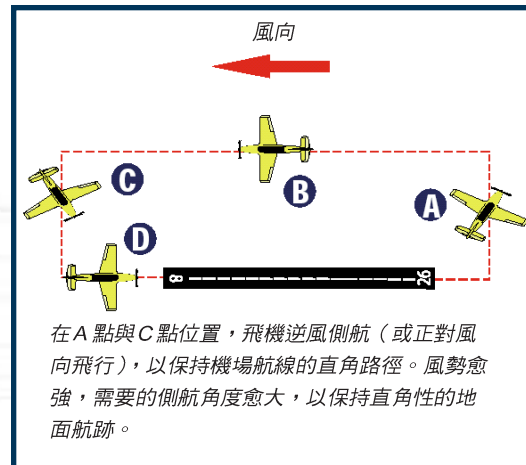 風向
C
B
A
D
8
26
在A點與C點位置，飛機逆風側航（或正對風
向飛行），以保持機場航線的直角路徑。風勢愈
強，需要的側航角度愈大，以保持直角性的地
面航跡。